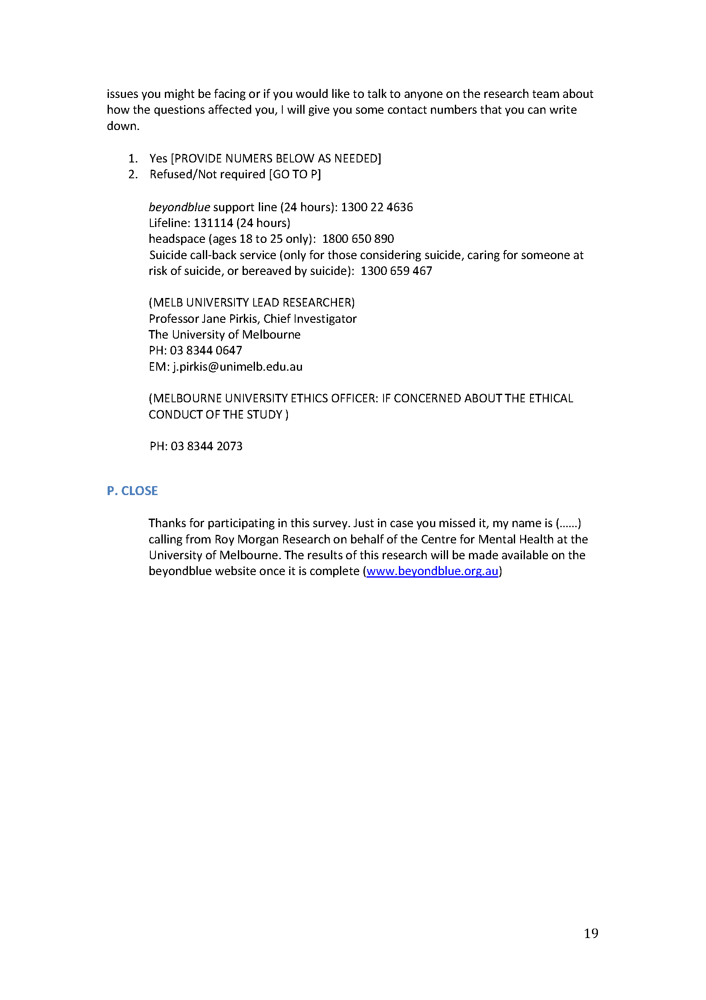 issues you might be facing or if you would like to talk to anyone on the research team about
how the questions affected you, I will give you some contact numbers that you can write
down.
1. Yes [PROVIDE NUMERS BELOW AS NEEDED]
2. Refused/Not required [GO TO P]
beyondblue support line (24 hours): 1300 22 4636
Lifeline: 131114 (24 hours)
headspace (ages 18 to 25 only): 1800 650 890
Suicide call-back service (only for those considering suicide, caring for someone at
risk of suicide, or bereaved by suicide): 1300 659 467
(MELB UNIVERSITY LEAD RESEARCHER)
Professor Jane Pirkis, Chief Investigator
The University of Melbourne
PH: 03 8344 0647
EM: j.pirkis@unimelb.edu.au
(MELBOURNE UNIVERSITY ETHICS OFFICER: IF CONCERNED ABOUT THE ETHICAL
CONDUCT OF THE STUDY )
PH: 03 8344 2073
P. CLOSE
Thanks for participating in this survey. Just in case you missed it, my name is (......)
calling from Roy Morgan Research on behalf of the Centre for Mental Health at the
University of Melbourne. The results of this research will be made available on the
beyondblue website once it is complete (www.beyondblue.org.au)
19